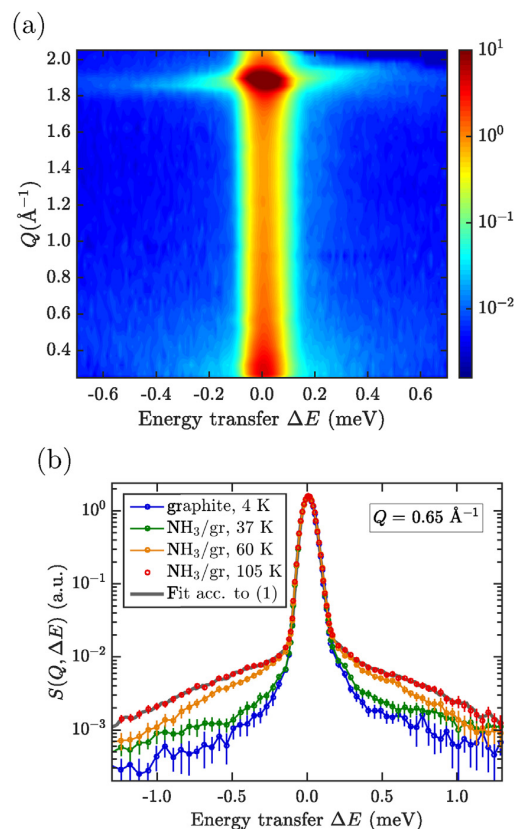 (a)
2.0
1.8
1.6
1.4
1.2
1.0
0.8
0.6
0.4
Q(Å⁻¹)
-0.6 -0.4 -0.2 0.0 0.2 0.4 0.6
Energy transfer ΔE (meV)
10¹
10⁰
10⁻¹
10⁻²
(b)
graphite, 4 K
NH₃/gr, 37 K
NH₃/gr, 60 K
NH₃/gr, 105 K
Fit acc. to (1)
Q = 0.65 Å⁻¹
10⁰
10⁻¹
10⁻²
10⁻³
S(Q, ΔE) (a.u.)
-1.0 -0.5 0.0 0.5 1.0
Energy transfer ΔE (meV)